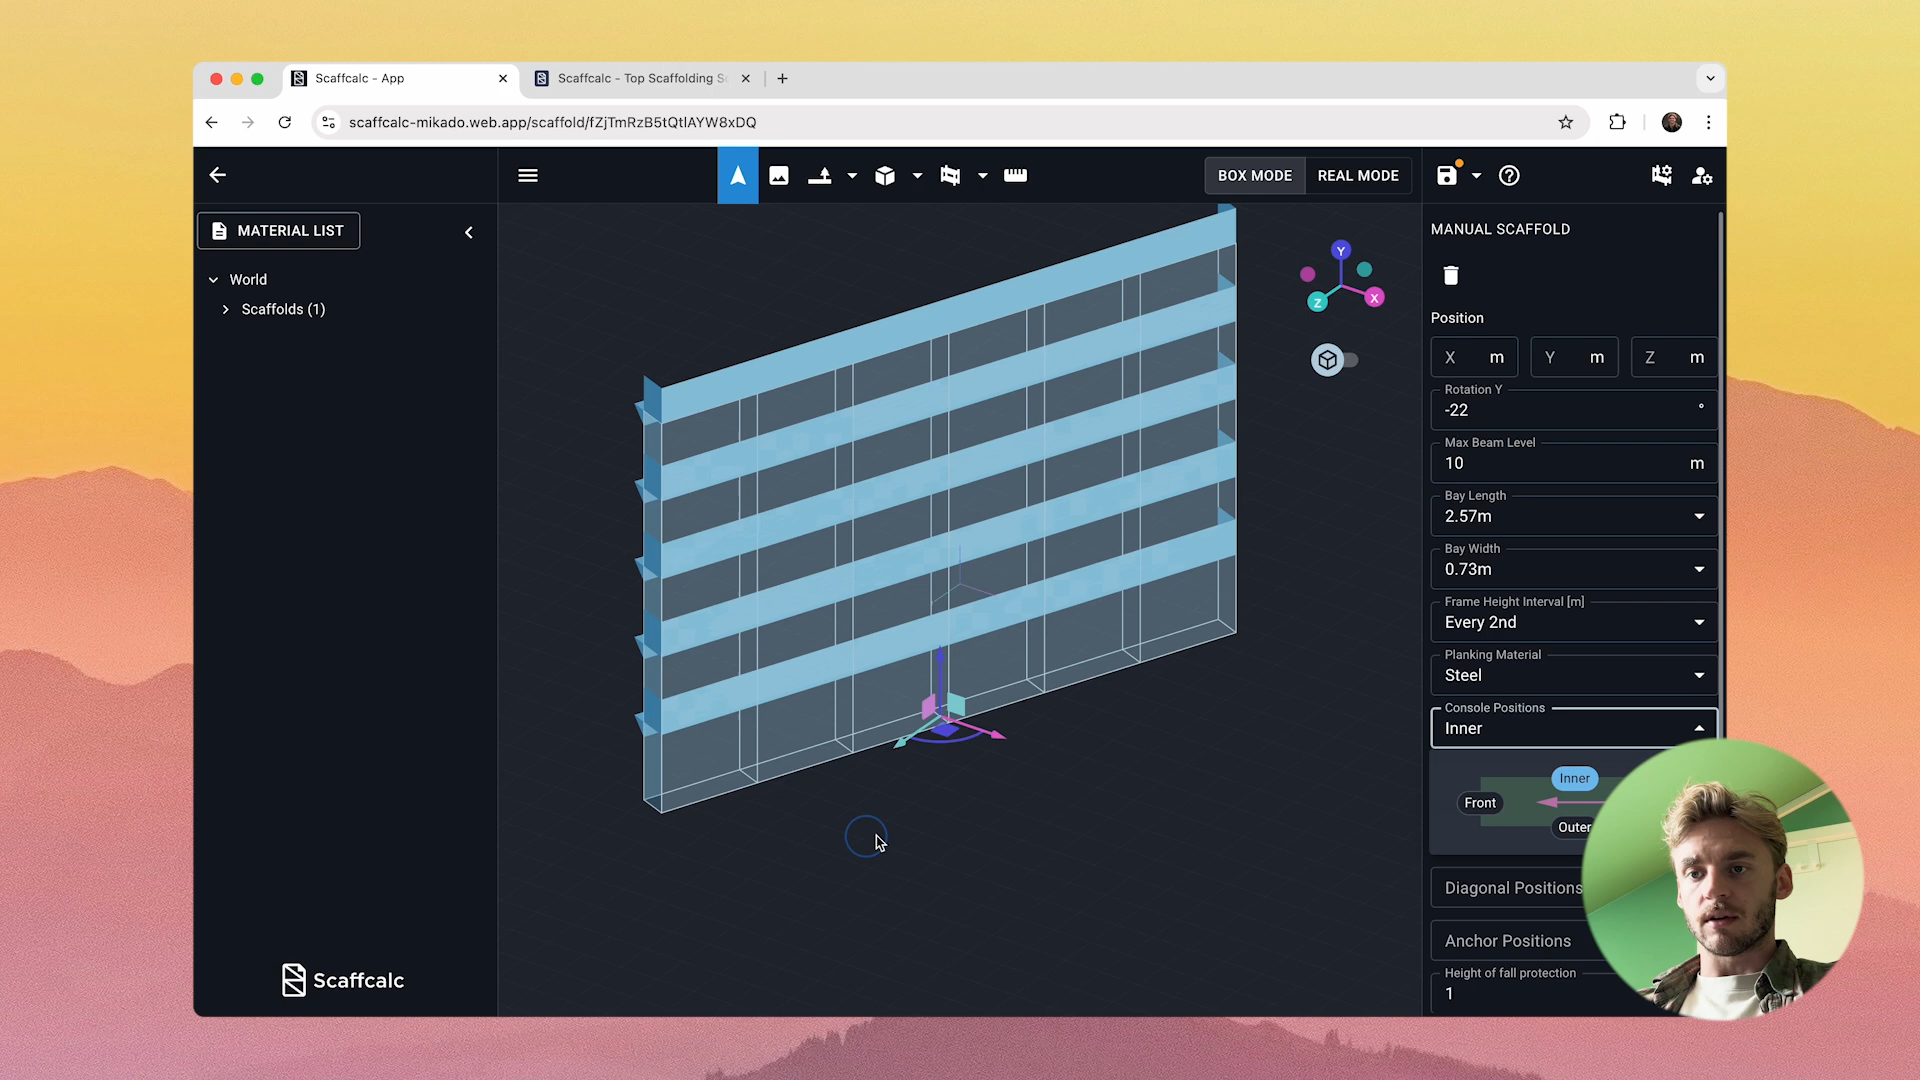 Scaffcalc - App
Scaffcalc - Top Scaffolding S
scaffcalc-mikado.web.app/scaffold/fZjTmRzB5tQtlAYW8xDQ
BOX MODE
REAL MODE
MATERIAL LIST
World
Scaffolds (1)
Scaffcalc
Y
X
Z
MANUAL SCAFFOLD
Position
X m
Y m
Z m
Rotation Y
-22 °
Max Beam Level
10 m
Bay Length
2.57m
Bay Width
0.73m
Frame Height Interval [m]
Every 2nd
Planking Material
Steel
Console Positions
Inner
Inner
Front
Outer
Diagonal Positions
Anchor Positions
Height of fall protection
1